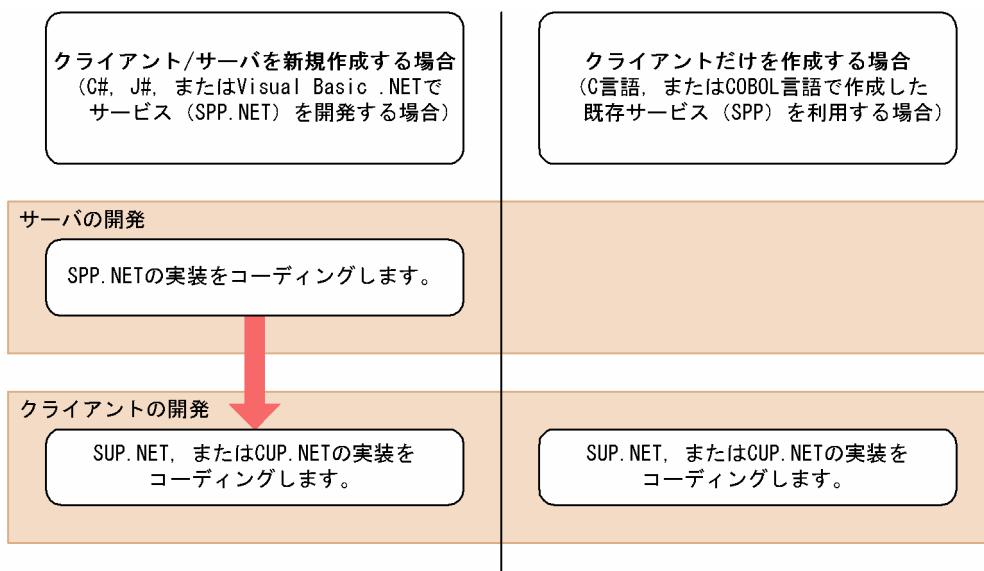 クライアント/サーバを新規作成する場合
(C#，J#，またはVisual Basic .NETで
サービス（SPP.NET）を開発する場合)
クライアントだけを作成する場合
(C言語，またはCOBOL言語で作成した
既存サービス（SPP）を利用する場合)
サーバの開発
SPP.NETの実装をコーディングします。
クライアントの開発
SUP.NET，またはCUP.NETの実装を
コーディングします。
SUP.NET，またはCUP.NETの実装を
コーディングします。